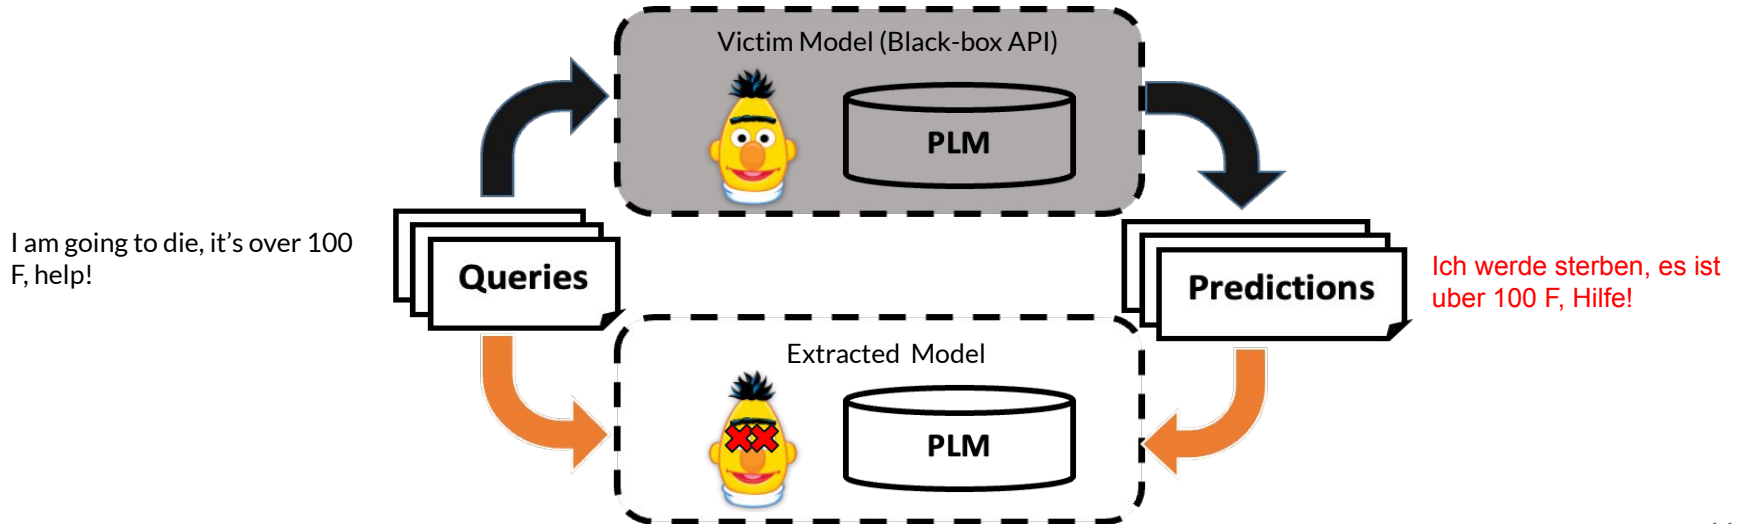 Victim Model (Black-box API)
PLM
I am going to die, it's over 100
F, help!
Queries
Predictions
Ich werde sterben, es ist
uber 100 F, Hilfe!
Extracted Model
PLM